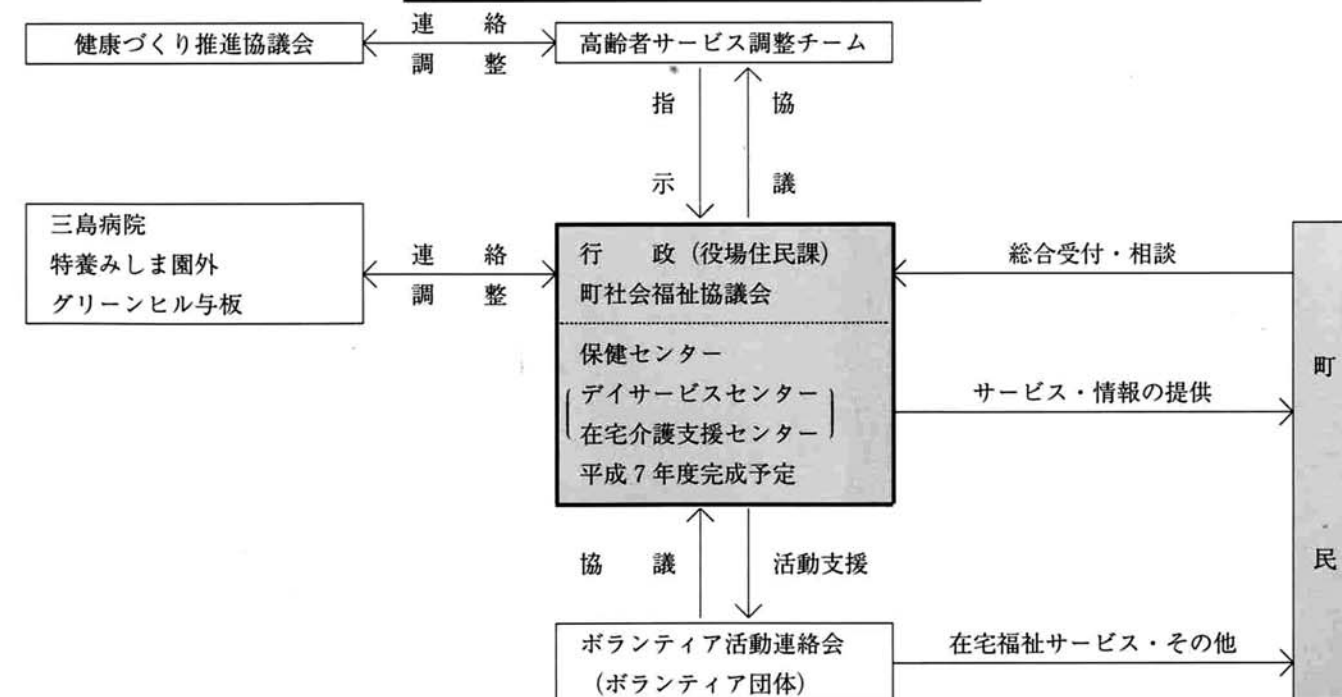 健康づくり推進協議会
連　絡
調　整
高齢者サービス調整チーム
指　示
協　議
三島病院
特養みしま園外
グリーンヒル与板
連　絡
調　整
行　　政（役場住民課）
町社会福祉協議会
保健センター
デイサービスセンター
在宅介護支援センター
平成７年度完成予定
総合受付・相談
サービス・情報の提供
町　民
協　議
活動支援
ボランティア活動連絡会
（ボランティア団体）
在宅福祉サービス・その他